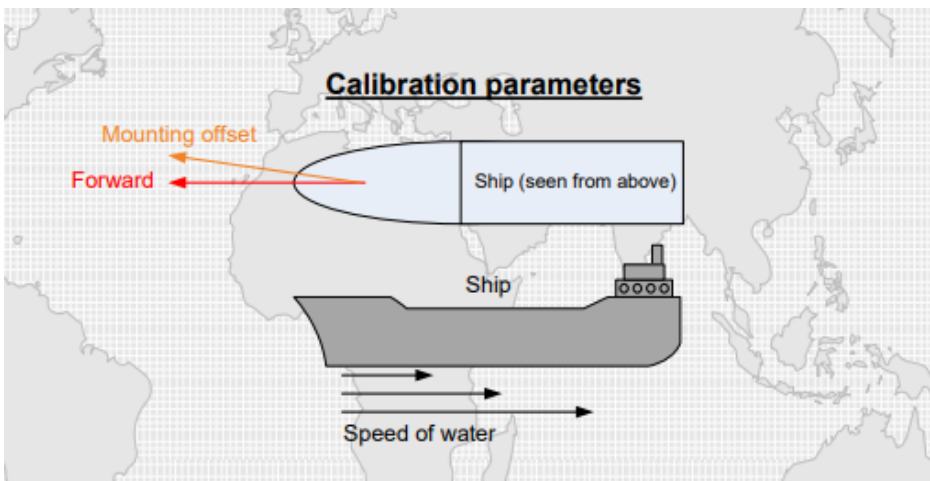 Calibration parameters
Mounting offset
Forward
Ship (seen from above)
Ship
Speed of water